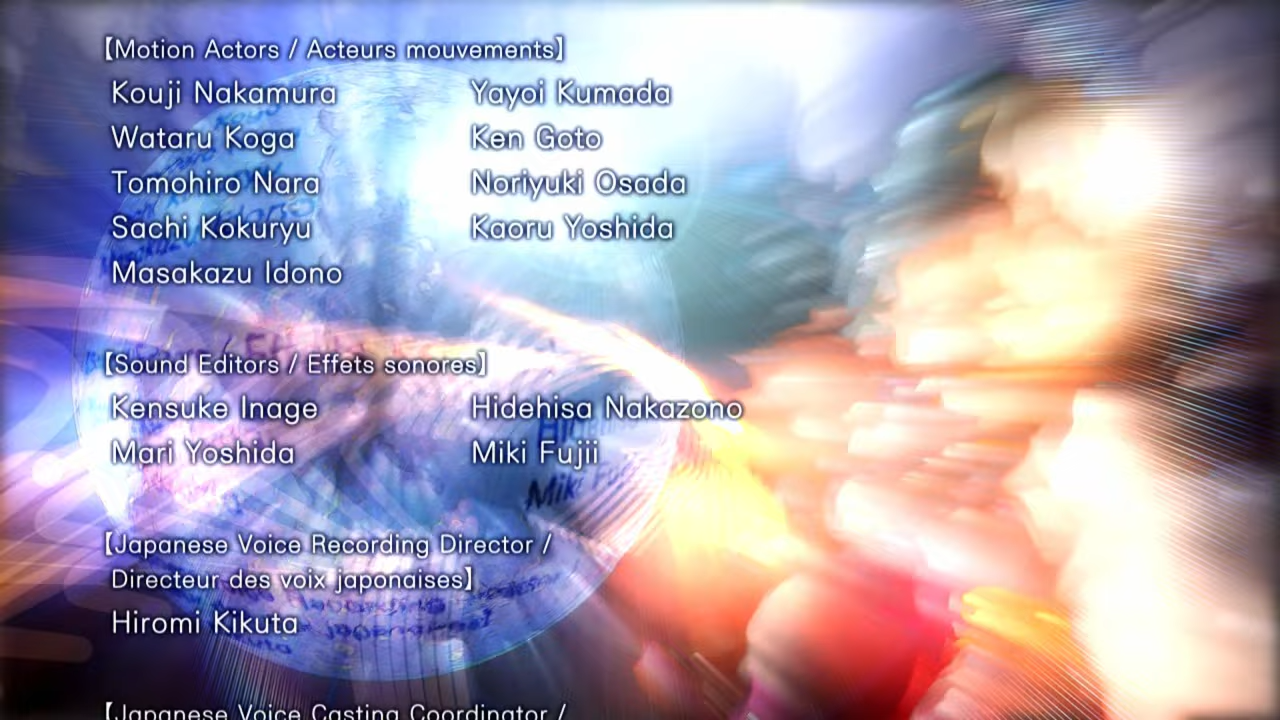 【Motion Actors / Acteurs mouvements】
Kouji Nakamura Yayoi Kumada
Wataru Koga Ken Goto
Tomohiro Nara Noriyuki Osada
Sachi Kokuryu Kaoru Yoshida
Masakazu Idono
【Sound Editors / Effets sonores】
Kensuke Inage Hidehisa Nakazono
Mari Yoshida Miki Fujii
【Japanese Voice Recording Director /
Directeur des voix japonaises】
Hiromi Kikuta
【Japanese Voice Casting Coordinator /